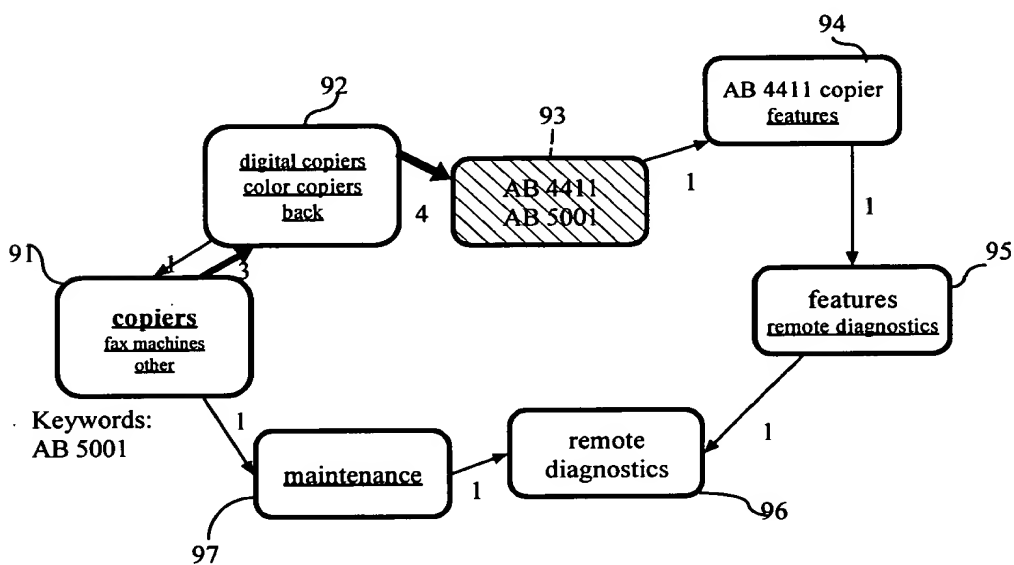 94
AB 4411 copier
features
92
digital copiers
color copiers
back
93
AB 4411
AB 5001
1
4
1
91
1
3
copiers
fax machines
other
95
features
remote diagnostics
Keywords:
AB 5001
1
maintenance
1
remote
diagnostics
1
96
97